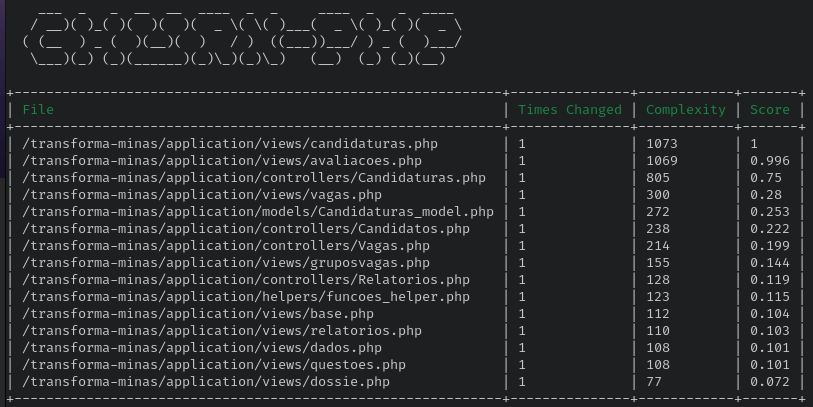 CHURN-PHP
File Times Changed Complexity Score
/transforma-minas/application/views/candidaturas.php 1 1073 1
/transforma-minas/application/views/avaliacoes.php 1 1069 0.996
/transforma-minas/application/controllers/Candidaturas.php 1 805 0.75
/transforma-minas/application/views/vagas.php 1 300 0.28
/transforma-minas/application/models/Candidaturas_model.php 1 272 0.253
/transforma-minas/application/controllers/Candidatos.php 1 238 0.222
/transforma-minas/application/controllers/Vagas.php 1 214 0.199
/transforma-minas/application/views/gruposvagas.php 1 155 0.144
/transforma-minas/application/controllers/Relatorios.php 1 128 0.119
/transforma-minas/application/helpers/funcoes_helper.php 1 123 0.115
/transforma-minas/application/views/base.php 1 112 0.104
/transforma-minas/application/views/relatorios.php 1 110 0.103
/transforma-minas/application/views/dados.php 1 108 0.101
/transforma-minas/application/views/questoes.php 1 108 0.101
/transforma-minas/application/views/dossie.php 1 77 0.072